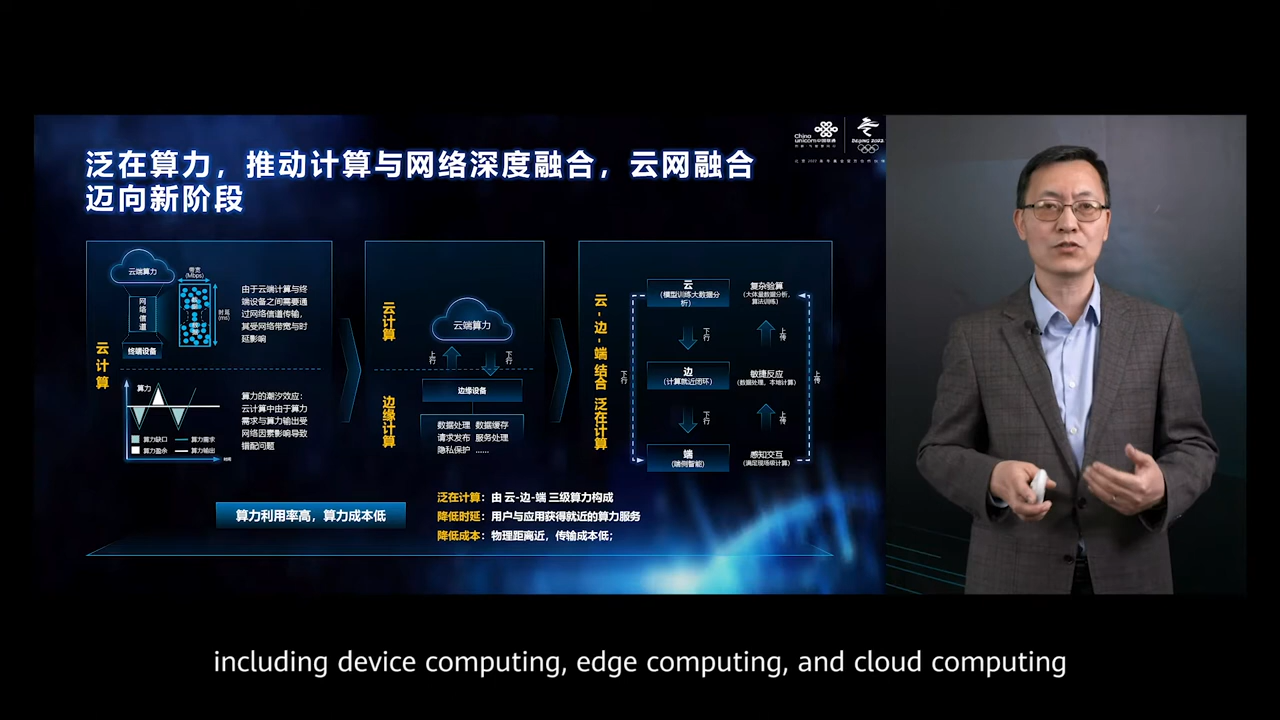 China
unicom中国联通
BEIJING 2022
泛在算力，推动计算与网络深度融合，云网融合
迈向新阶段
云计算
云端算力
网络信道
终端设备
带宽
(Mbps)
时延
(ms)
由于云端计算与终
端设备之间需要通
过网络信道传输，
其受网络带宽与时
延影响
算力
算力缺口
算力需求
算力盈余
算力输出
时间
算力的潮汐效应：
云计算中由于算力
需求与算力输出受
网络因素影响导致
错配问题
云计算
云端算力
上行
下行
边缘计算
边缘设备
数据处理 数据缓存
请求发布 服务处理
隐私保护 ……
云-边-端结合 泛在计算
下行
云
（模型训练大数据分
析）
复杂验算
（大体量数据分析，
算法训练）
下行
上传
边
（计算就近闭环）
敏捷反应
（数据处理，本地计算）
上传
下行
上传
端
（端侧智能）
感知交互
（满足现场级计算）
算力利用率高，算力成本低
泛在计算：由 云-边-端 三级算力构成
降低时延：用户与应用获得就近的算力服务
降低成本：物理距离近，传输成本低；
including device computing, edge computing, and cloud computing